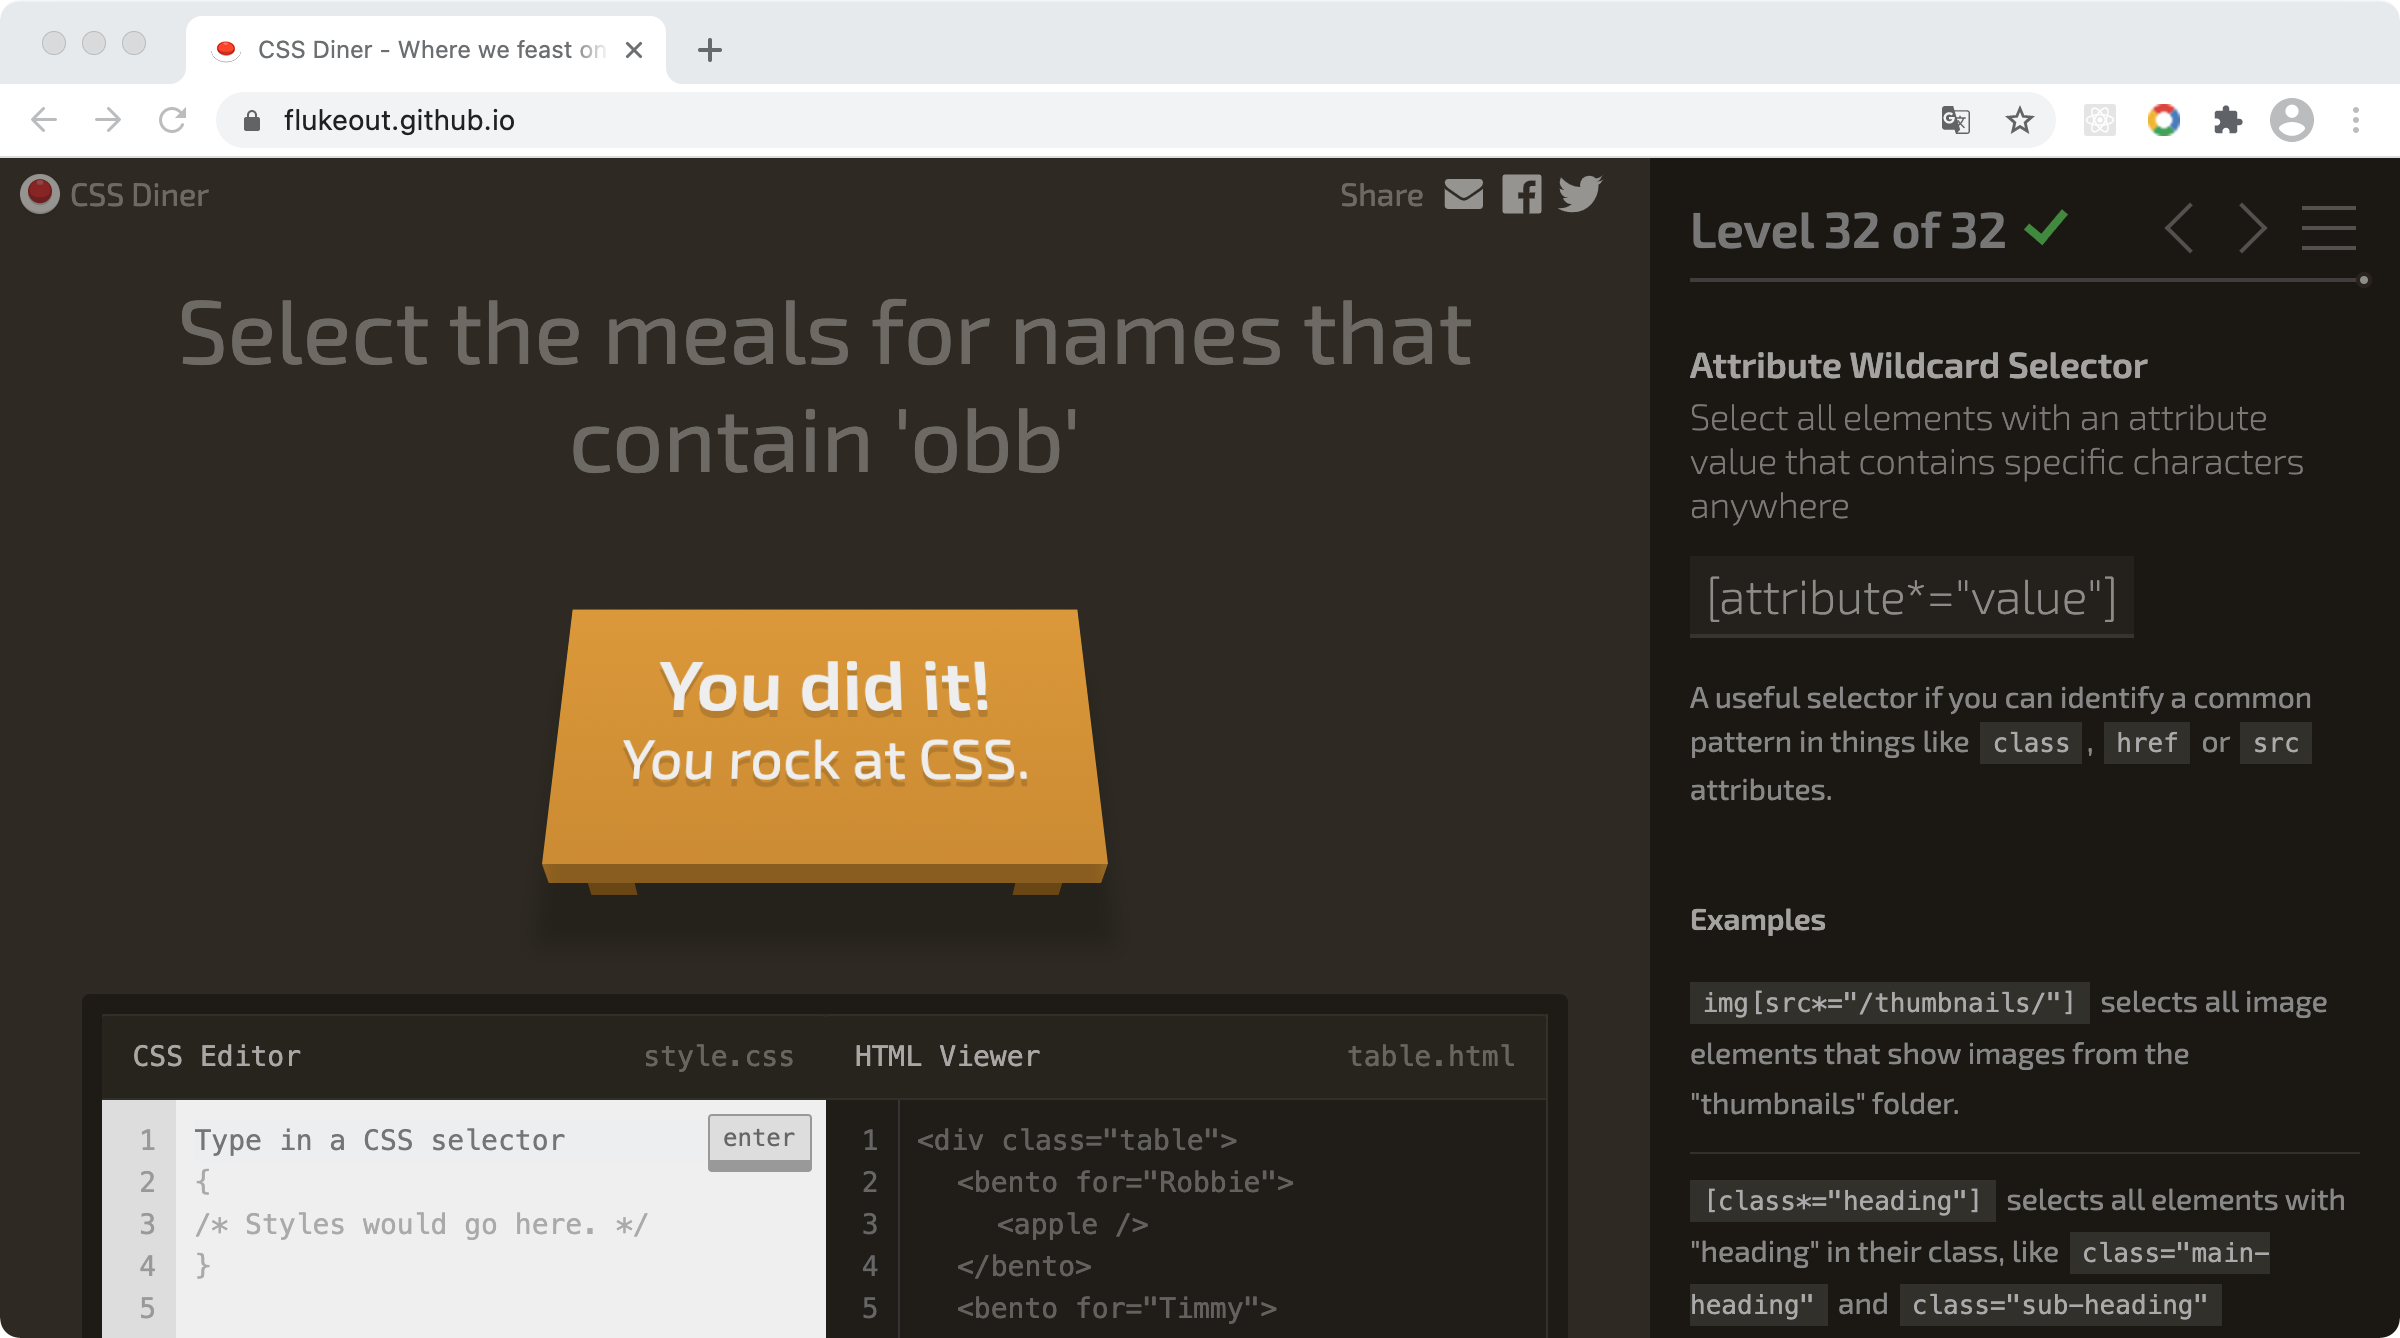 CSS Diner - Where we feast on
flukeout.github.io
CSS Diner
Share
Select the meals for names that
contain 'obb'
You did it!
You rock at CSS.
CSS Editor style.css
1 Type in a CSS selector
enter
2 {
3 /* Styles would go here. */
4 }
5
HTML Viewer table.html
1 <div class="table">
2 <bento for="Robbie">
3 <apple />
4 </bento>
5 <bento for="Timmy">
Level 32 of 32
Attribute Wildcard Selector
Select all elements with an attribute
value that contains specific characters
anywhere
[attribute*="value"]
A useful selector if you can identify a common
pattern in things like class , href or src
attributes.
Examples
img[src*="/thumbnails/"] selects all image
elements that show images from the
"thumbnails" folder.
[class*="heading"] selects all elements with
"heading" in their class, like class="main-
heading" and class="sub-heading"